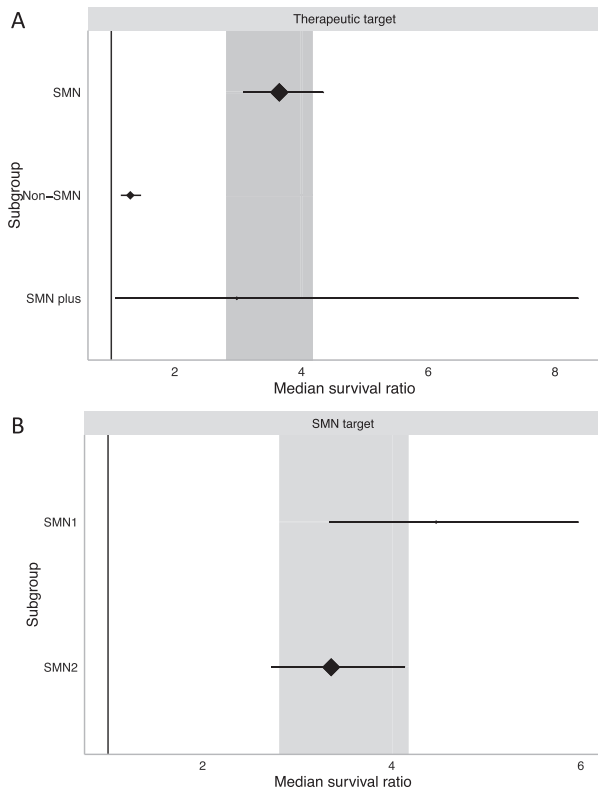 A
Therapeutic target
SMN
Non–SMN
SMN plus
Subgroup
2 4 6 8
Median survival ratio
B
SMN target
SMN1
SMN2
Subgroup
2 4 6
Median survival ratio